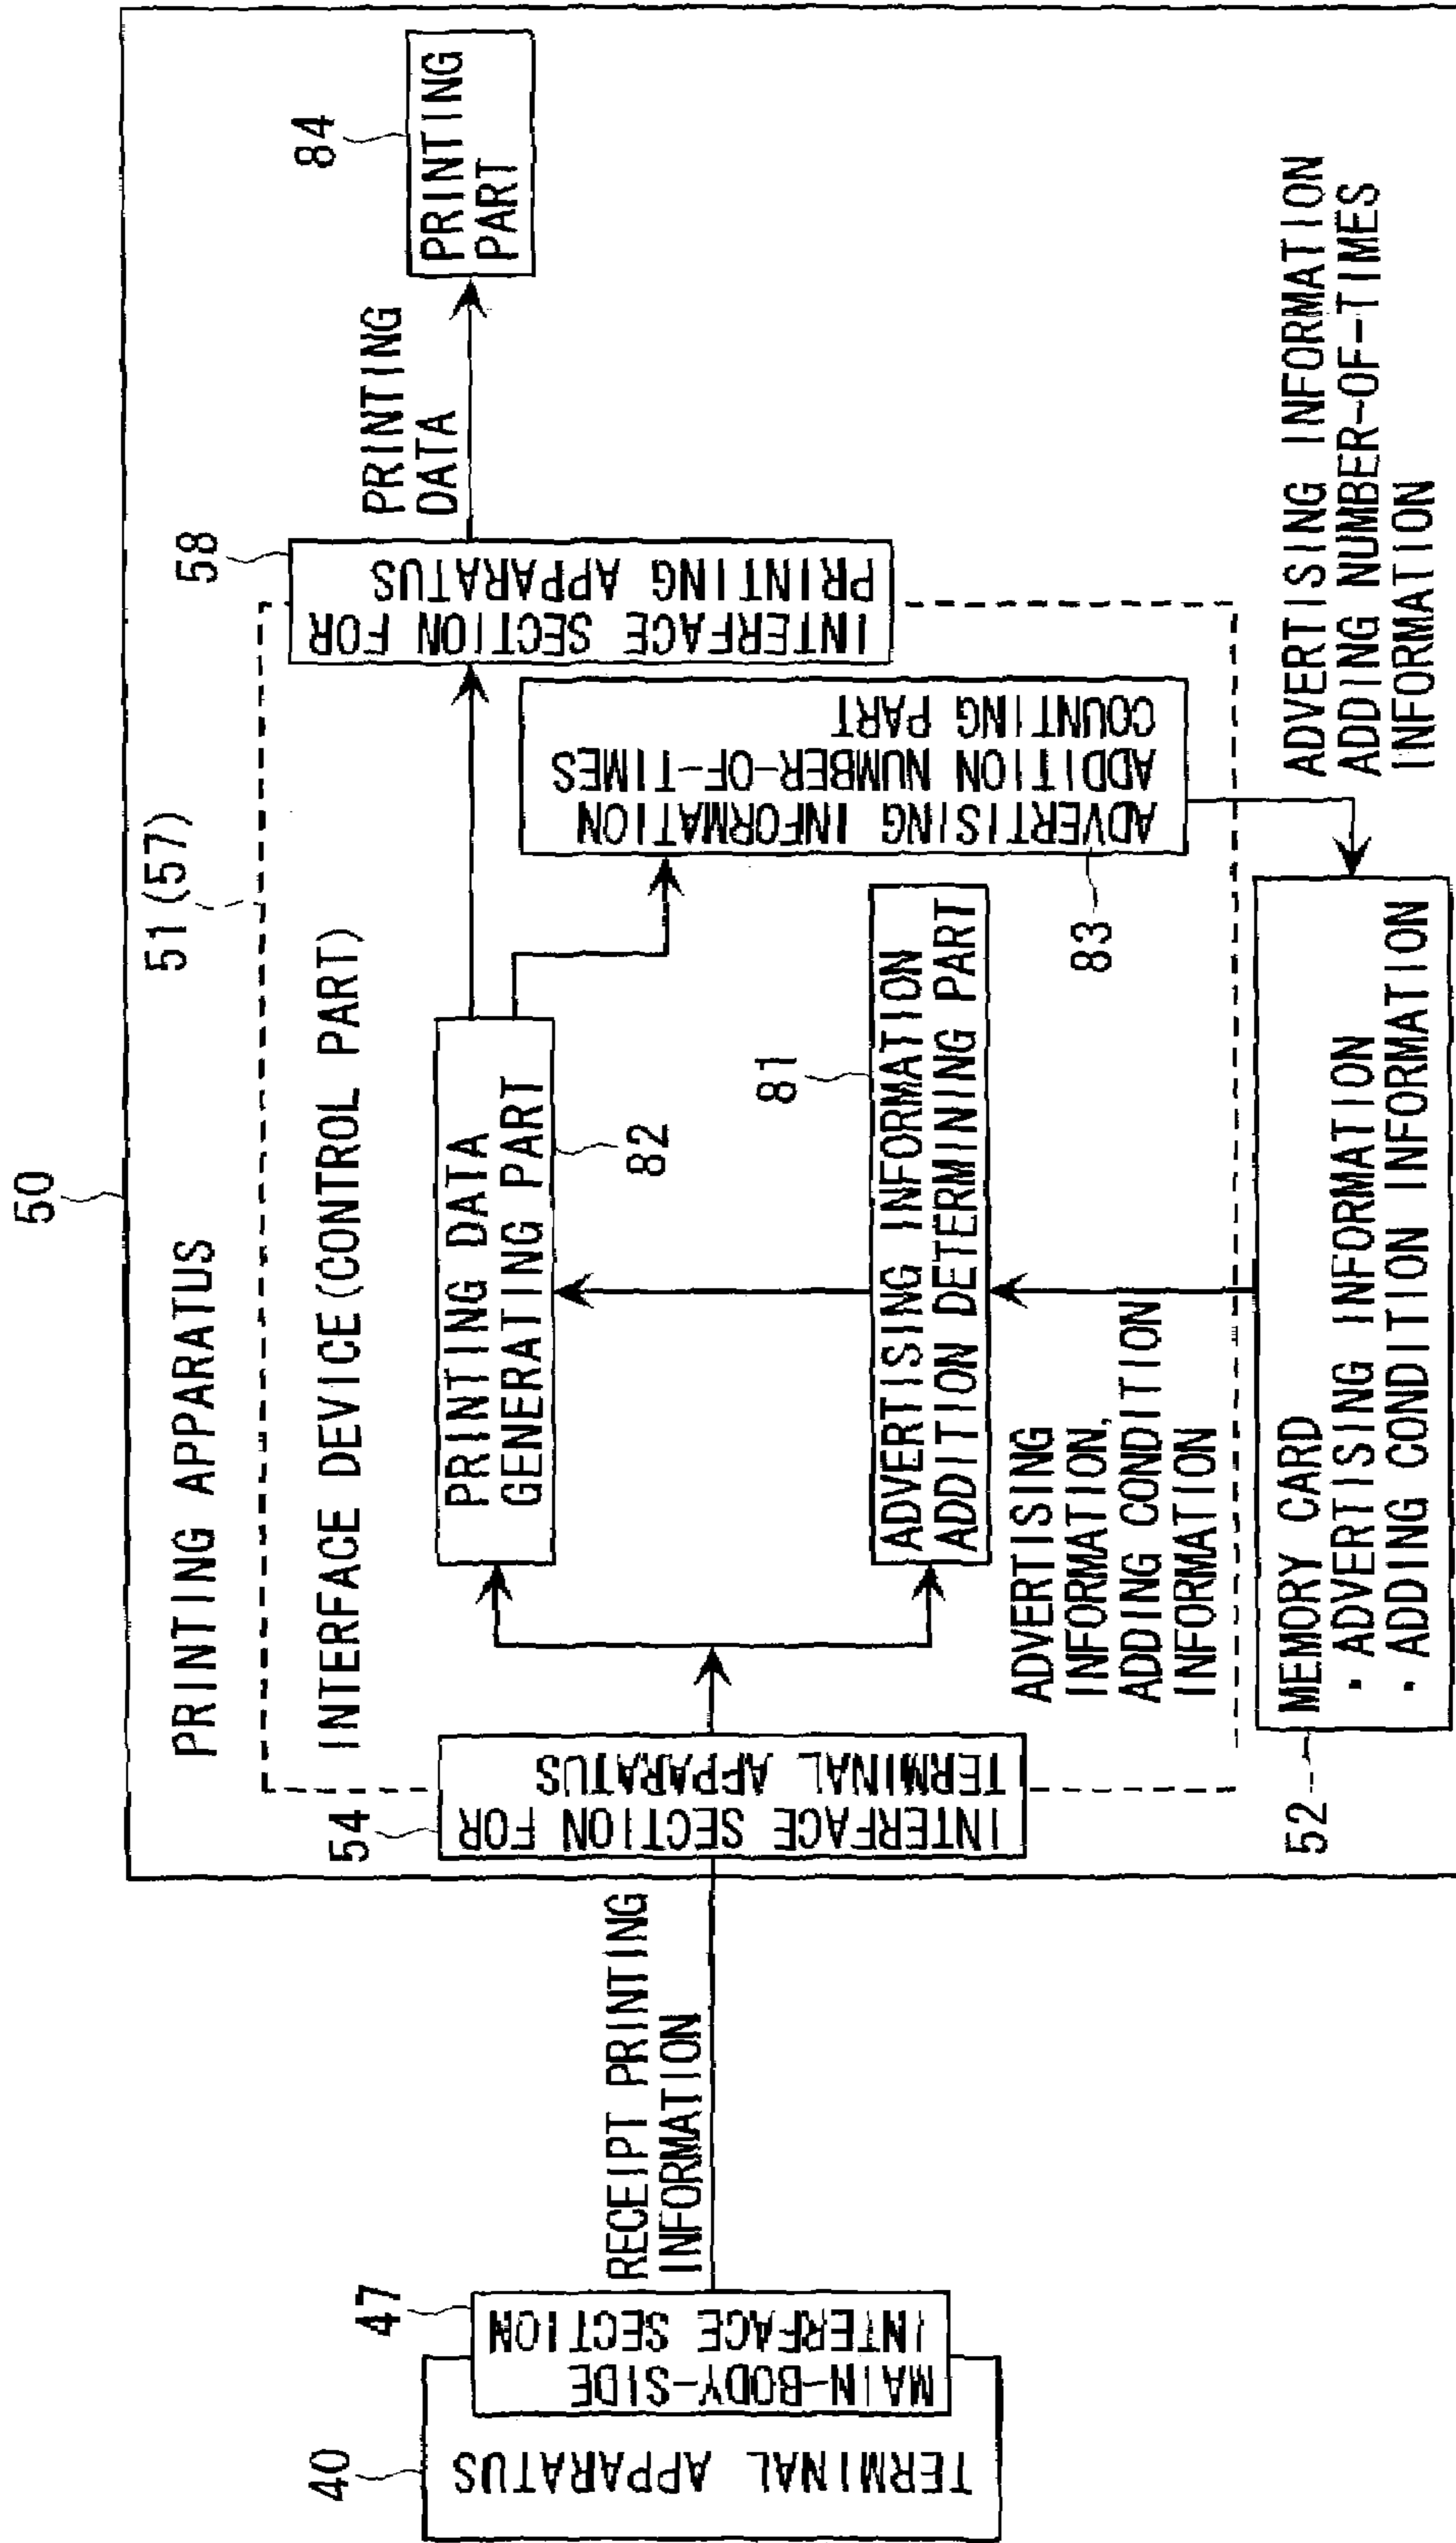 50
PRINTING APPARATUS
51(57)
INTERFACE DEVICE(CONTROL PART)
40
TERMINAL APPARATUS
47
MAIN-BODY-SIDE
INTERFACE SECTION
RECEIPT PRINTING
INFORMATION
54
INTERFACE SECTION FOR
TERMINAL APPARATUS
PRINTING DATA
GENERATING PART
82
81
ADVERTISING INFORMATION
ADDITION DETERMINING PART
ADVERTISING
INFORMATION,
ADDING CONDITION
INFORMATION
ADVERTISING INFORMATION
ADDITION NUMBER-OF-TIMES
COUNTING PART
83
58
INTERFACE SECTION FOR
PRINTING APPARATUS
PRINTING
DATA
84
PRINTING
PART
52
MEMORY CARD
· ADVERTISING INFORMATION
· ADDING CONDITION INFORMATION
ADVERTISING INFORMATION
ADDING NUMBER-OF-TIMES
INFORMATION